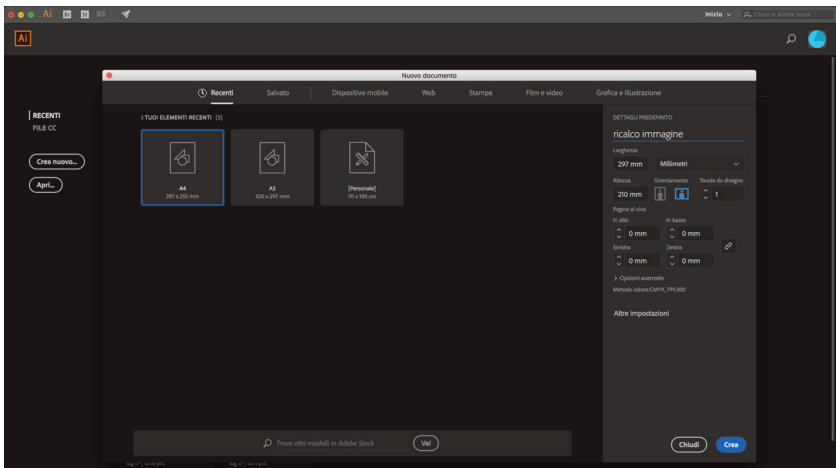 Ai Br St Inizio Cerca in Adobe Stock
Ai
Nuovo documento
Recenti Salvato Dispositivo mobile Web Stampa Film e video Grafica e illustrazione
RECENTI
FILE CC
Crea nuovo...
Apri...
I TUOI ELEMENTI RECENTI (3)
A4
297 x 210 mm
A3
420 x 297 mm
[Personale]
70 x 100 cm
DETTAGLI PREDEFINITO
ricalco immagine
Larghezza
297 mm Millimetri
Altezza Orientamento Tavole da disegno
210 mm 1
Pagina al vivo
In alto In basso
0 mm 0 mm
Sinistra Destra
0 mm 0 mm
> Opzioni avanzate
Metodo colore:CMYK, PPI:300
Altre impostazioni
Trova altri modelli in Adobe Stock Vai
Chiudi Crea